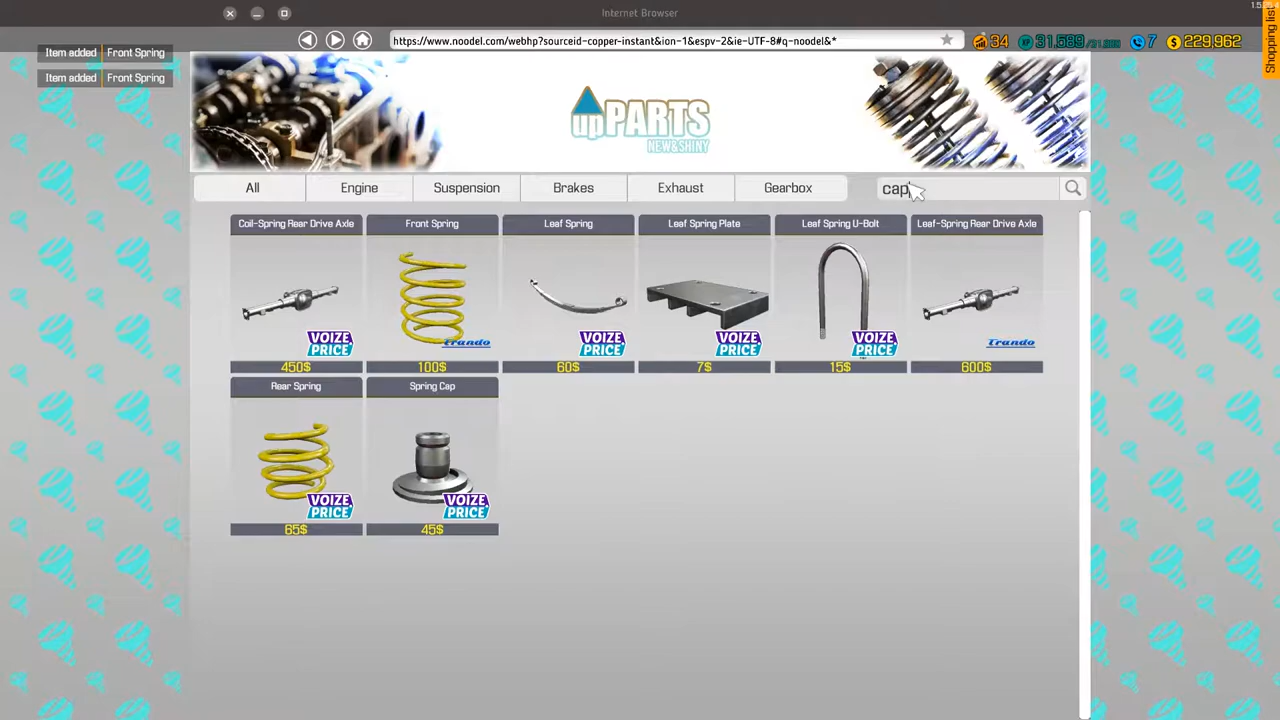 Internet Browser
Shopping list
https://www.noodel.com/webhp?sourceid-copper-instant&ion-1&espv-2&ie-UTF-8#q-noodel&*
34
31,589
7
$ 229,962
Item added Front Spring
Item added Front Spring
upPARTS
NEW&SHINY
All
Engine
Suspension
Brakes
Exhaust
Gearbox
cap
Coil-Spring Rear Drive Axle
Front Spring
Leaf Spring
Leaf Spring Plate
Leaf Spring U-Bolt
Leaf-Spring Rear Drive Axle
VOIZE PRICE
Trando
VOIZE PRICE
VOIZE PRICE
VOIZE PRICE
Trando
450$
100$
60$
7$
15$
600$
Rear Spring
Spring Cap
VOIZE PRICE
VOIZE PRICE
65$
45$